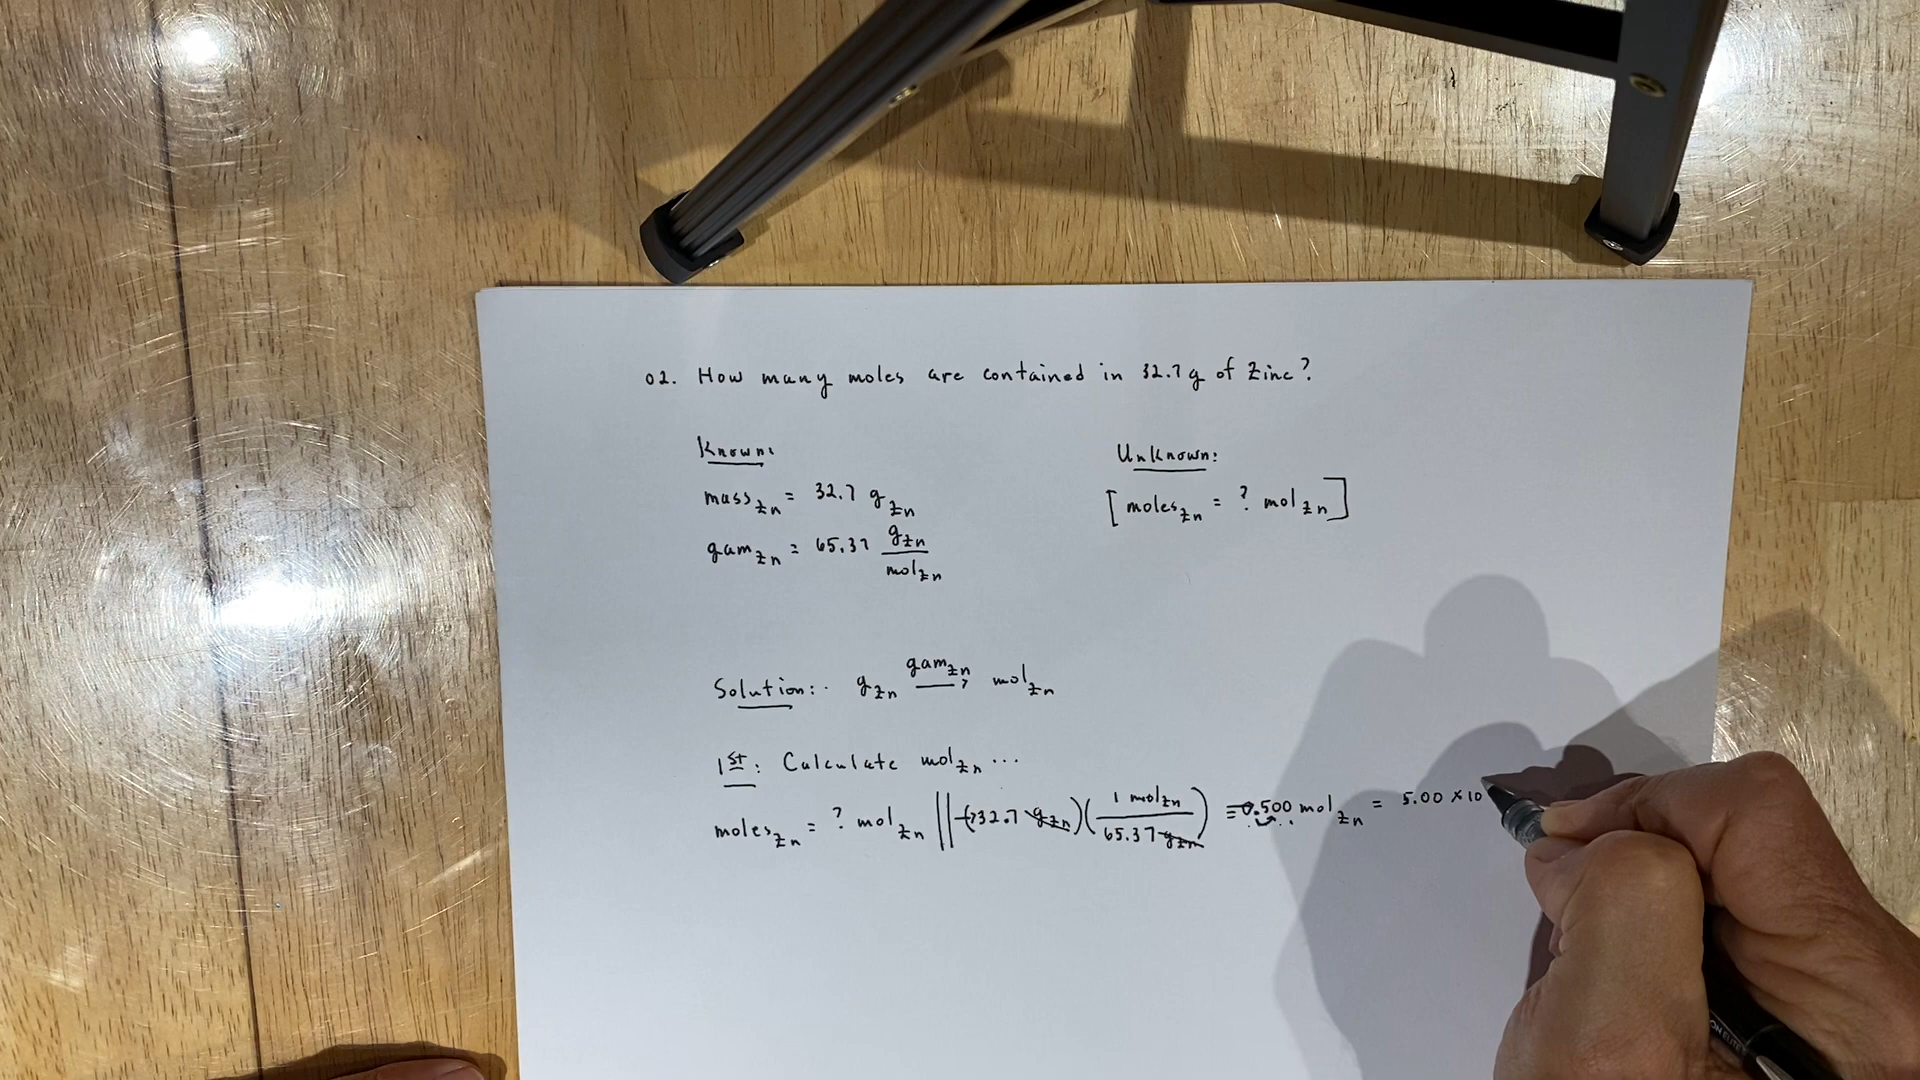 02. How many moles are contained in 32.7 g of Zinc?
Known:
mass Zn = 32.7 g Zn
gam Zn = 65.37 g Zn / mol Zn
Unknown:
[moles Zn = ? mol Zn]
Solution: g Zn gam Zn → mol Zn
1st: Calculate mol Zn ...
moles Zn = ? mol Zn || (32.7 g Zn)(1 mol Zn / 65.37 g Zn) = 0.500 mol Zn = 5.00 × 10